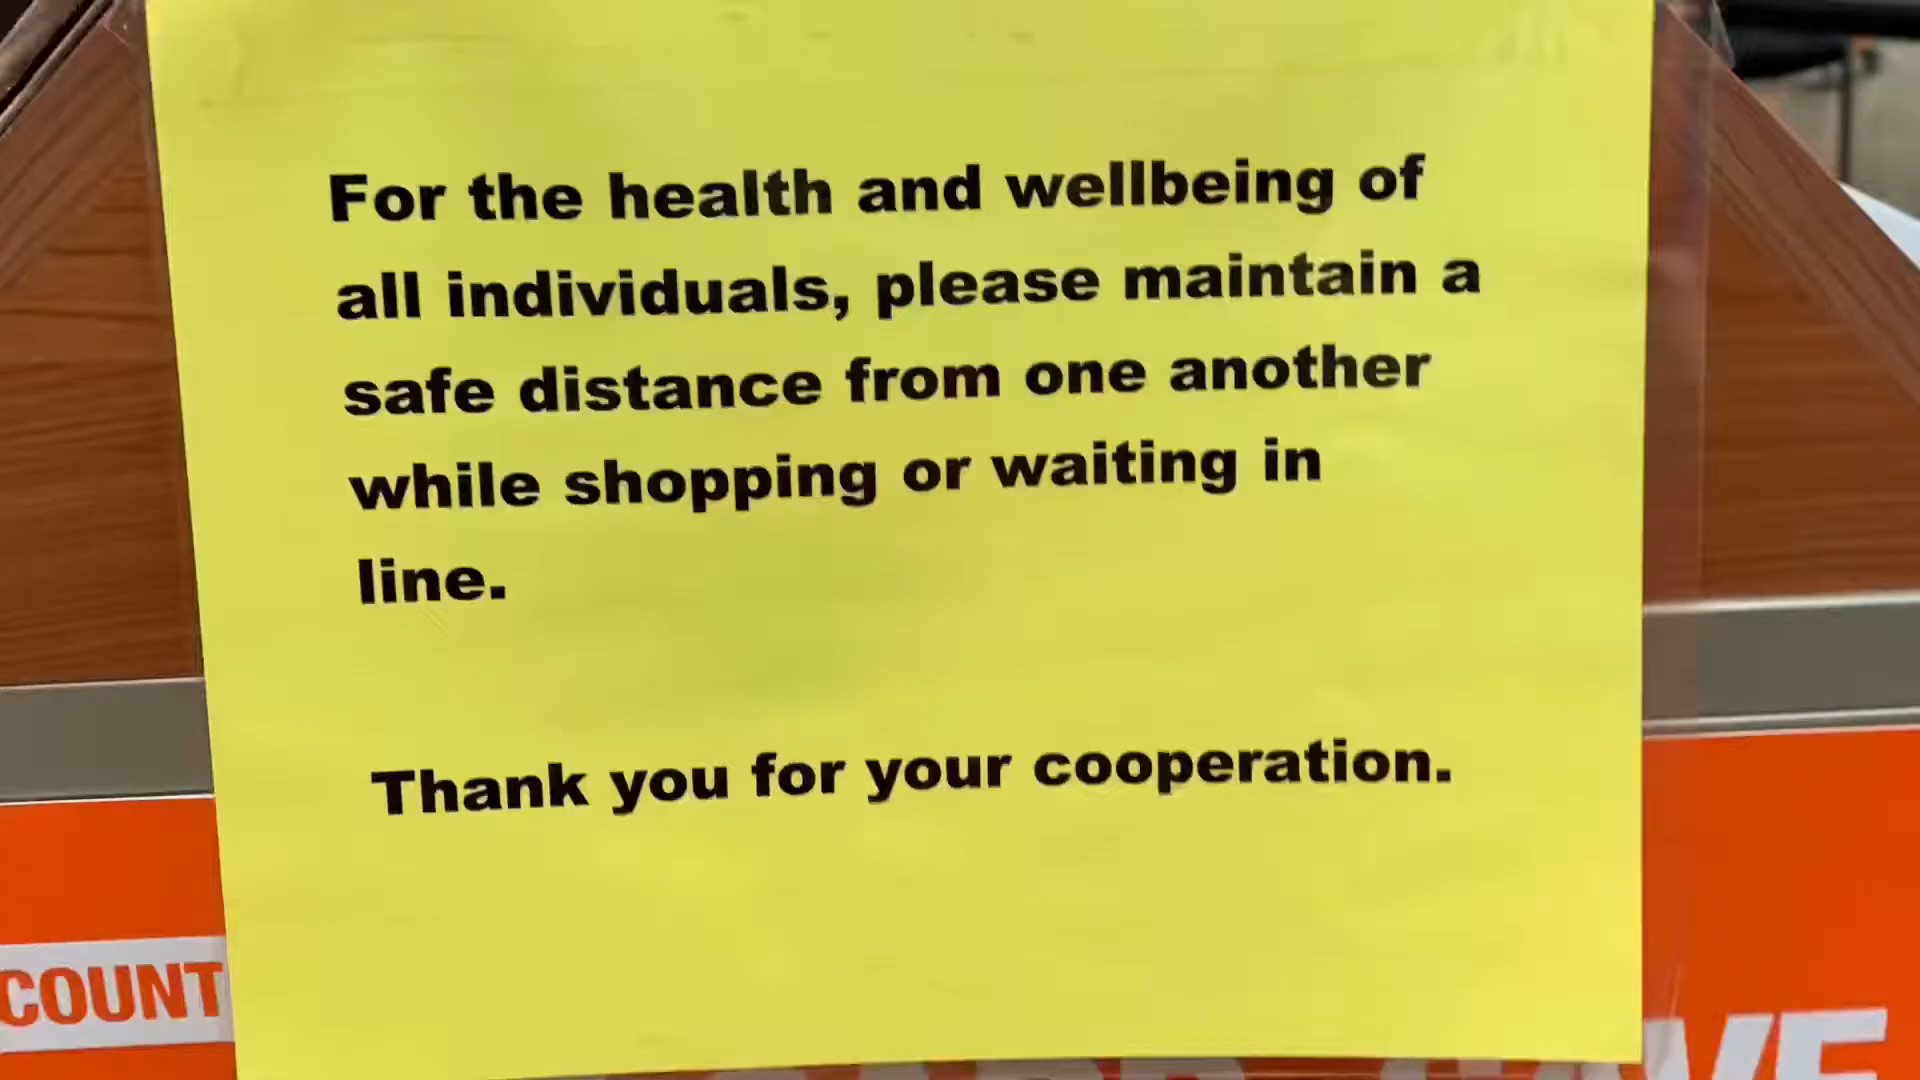 For the health and wellbeing of
all individuals, please maintain a
safe distance from one another
while shopping or waiting in
line.
Thank you for your cooperation.
COUNT